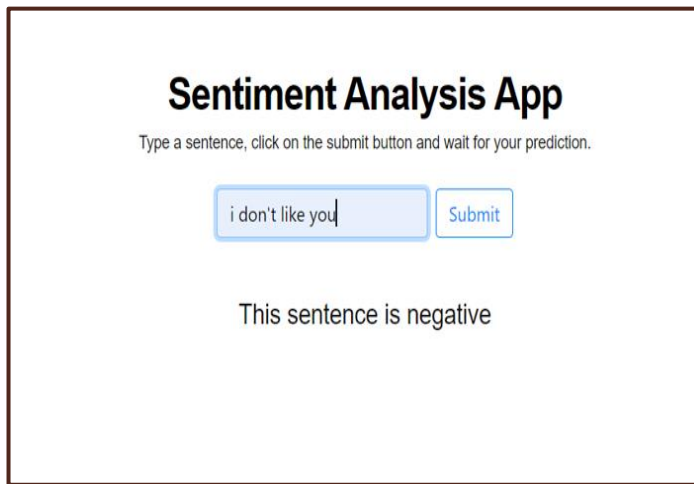 Sentiment Analysis App
Type a sentence, click on the submit button and wait for your prediction.
i don't like you
Submit
This sentence is negative